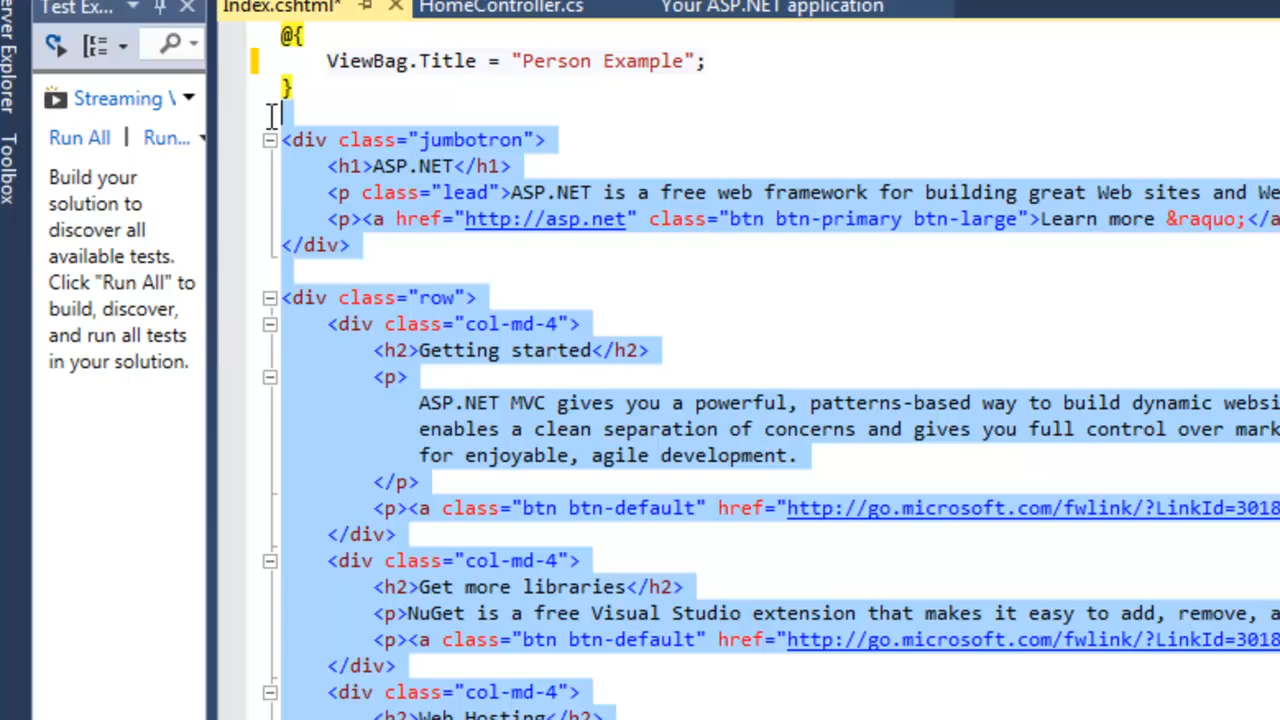 Test Ex...
Index.cshtml*
HomeController.cs
Your ASP.NET application
erver Explorer
Toolbox
Streaming V
Run All | Run...
Build your
solution to
discover all
available tests.
Click "Run All" to
build, discover,
and run all tests
in your solution.
@{
ViewBag.Title = "Person Example";
}
<div class="jumbotron">
<h1>ASP.NET</h1>
<p class="lead">ASP.NET is a free web framework for building great Web sites and We
<p><a href="http://asp.net" class="btn btn-primary btn-large">Learn more &raquo;</a
</div>
<div class="row">
<div class="col-md-4">
<h2>Getting started</h2>
<p>
ASP.NET MVC gives you a powerful, patterns-based way to build dynamic websi
enables a clean separation of concerns and gives you full control over mark
for enjoyable, agile development.
</p>
<p><a class="btn btn-default" href="http://go.microsoft.com/fwlink/?LinkId=3018
</div>
<div class="col-md-4">
<h2>Get more libraries</h2>
<p>NuGet is a free Visual Studio extension that makes it easy to add, remove, a
<p><a class="btn btn-default" href="http://go.microsoft.com/fwlink/?LinkId=3018
</div>
<div class="col-md-4">
<h2>Web Hosting</h2>